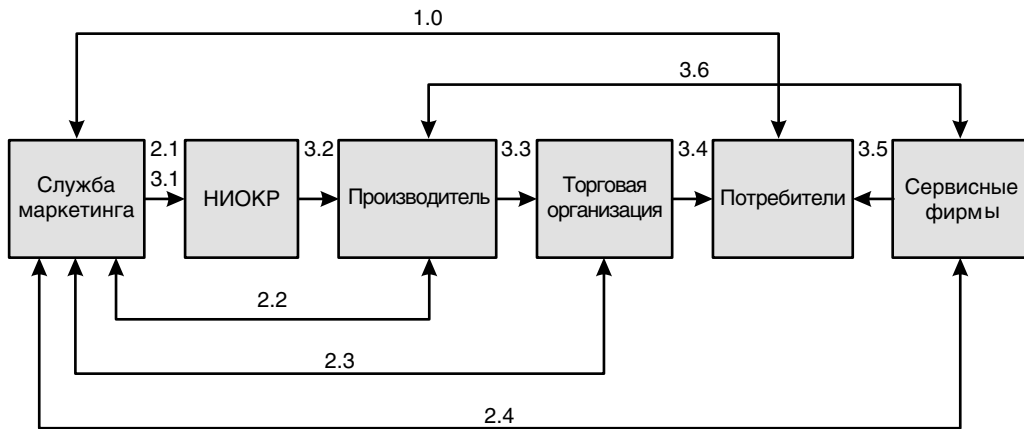 1.0
3.6
2.1
3.2
3.3
3.4
3.5
3.1
Служба
маркетинга
НИОКР
Производитель
Торговая
организация
Потребители
Сервисные
фирмы
2.2
2.3
2.4